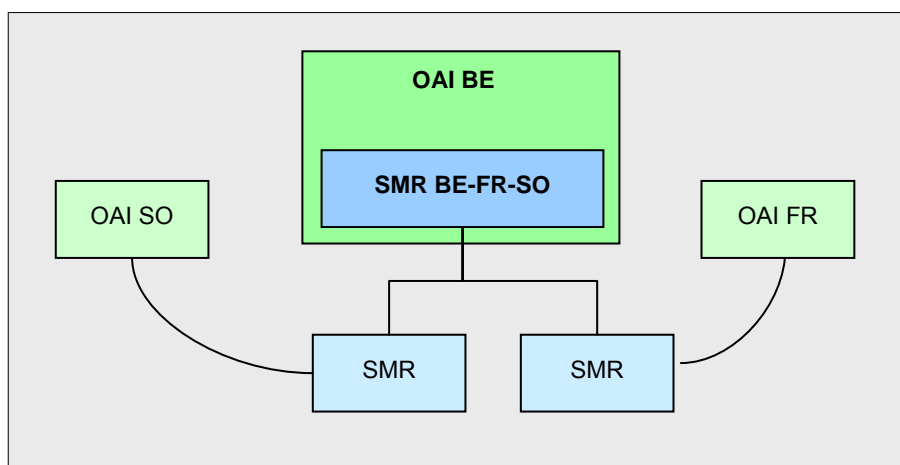 OAI BE
SMR BE-FR-SO
OAI SO
OAI FR
SMR
SMR